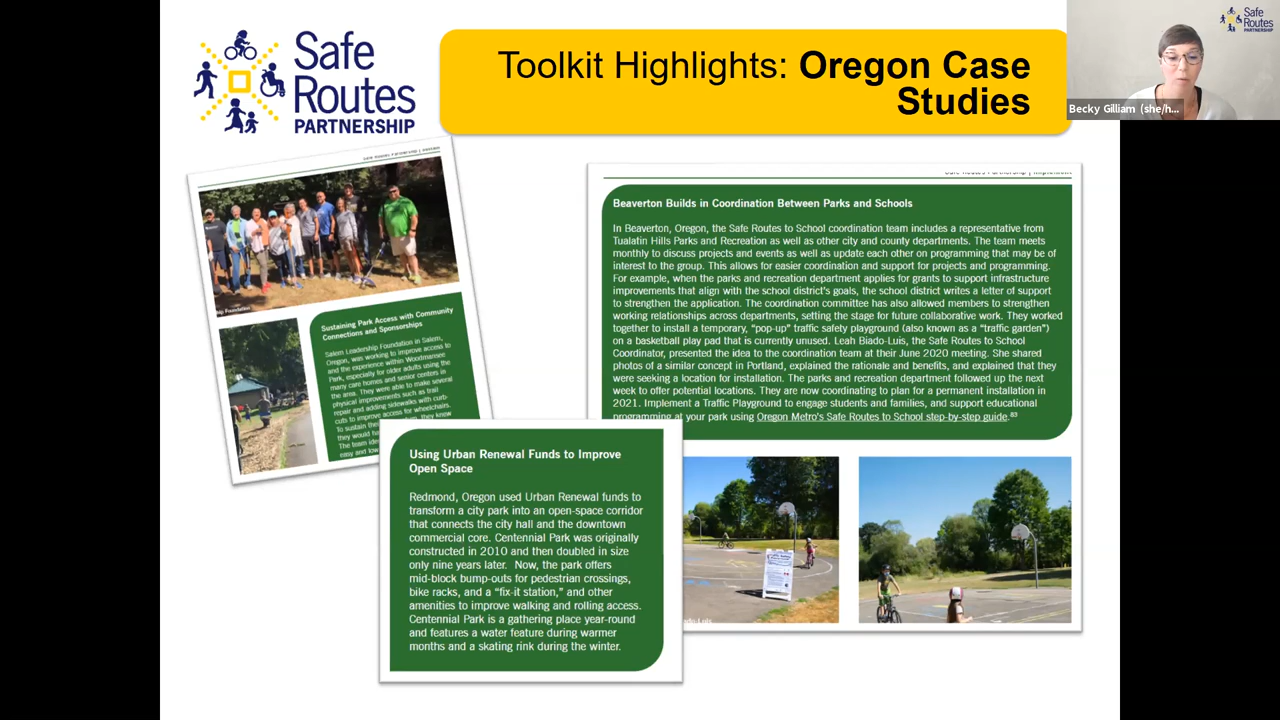 Safe
Routes
PARTNERSHIP
Toolkit Highlights: Oregon Case
Studies
Safe
Routes
PARTNERSHIP
Becky Gilliam (she/h...
Sustaining Park Access with Community
Connections and Sponsorships
Salem Leadership Foundation in Salem,
Oregon, was working to improve access to
and the experience within Woodmansee
Park, especially for older adults using the
many care homes and senior centers in
the area. They were able to make several
physical improvements such as trail
repair and adding sidewalks with curb-
cuts to improve access for wheelchairs.
To sustain the
they knew
they would ha
The team ide
easy and low
Using Urban Renewal Funds to Improve
Open Space
Redmond, Oregon used Urban Renewal funds to
transform a city park into an open-space corridor
that connects the city hall and the downtown
commercial core. Centennial Park was originally
constructed in 2010 and then doubled in size
only nine years later. Now, the park offers
mid-block bump-outs for pedestrian crossings,
bike racks, and a “fix-it station,” and other
amenities to improve walking and rolling access.
Centennial Park is a gathering place year-round
and features a water feature during warmer
months and a skating rink during the winter.
Safe Routes Partnership | Implement
Beaverton Builds in Coordination Between Parks and Schools
In Beaverton, Oregon, the Safe Routes to School coordination team includes a representative from
Tualatin Hills Parks and Recreation as well as other city and county departments. The team meets
monthly to discuss projects and events as well as update each other on programming that may be of
interest to the group. This allows for easier coordination and support for projects and programming.
For example, when the parks and recreation department applies for grants to support infrastructure
improvements that align with the school district’s goals, the school district writes a letter of support
to strengthen the application. The coordination committee has also allowed members to strengthen
working relationships across departments, setting the stage for future collaborative work. They worked
together to install a temporary, “pop-up” traffic safety playground (also known as a “traffic garden”)
on a basketball play pad that is currently unused. Leah Biado-Luis, the Safe Routes to School
Coordinator, presented the idea to the coordination team at their June 2020 meeting. She shared
photos of a similar concept in Portland, explained the rationale and benefits, and explained that they
were seeking a location for installation. The parks and recreation department followed up the next
week to offer potential locations. They are now coordinating to plan for a permanent installation in
2021. Implement a Traffic Playground to engage students and families, and support educational
programming at your park using Oregon Metro’s Safe Routes to School step-by-step guide.83